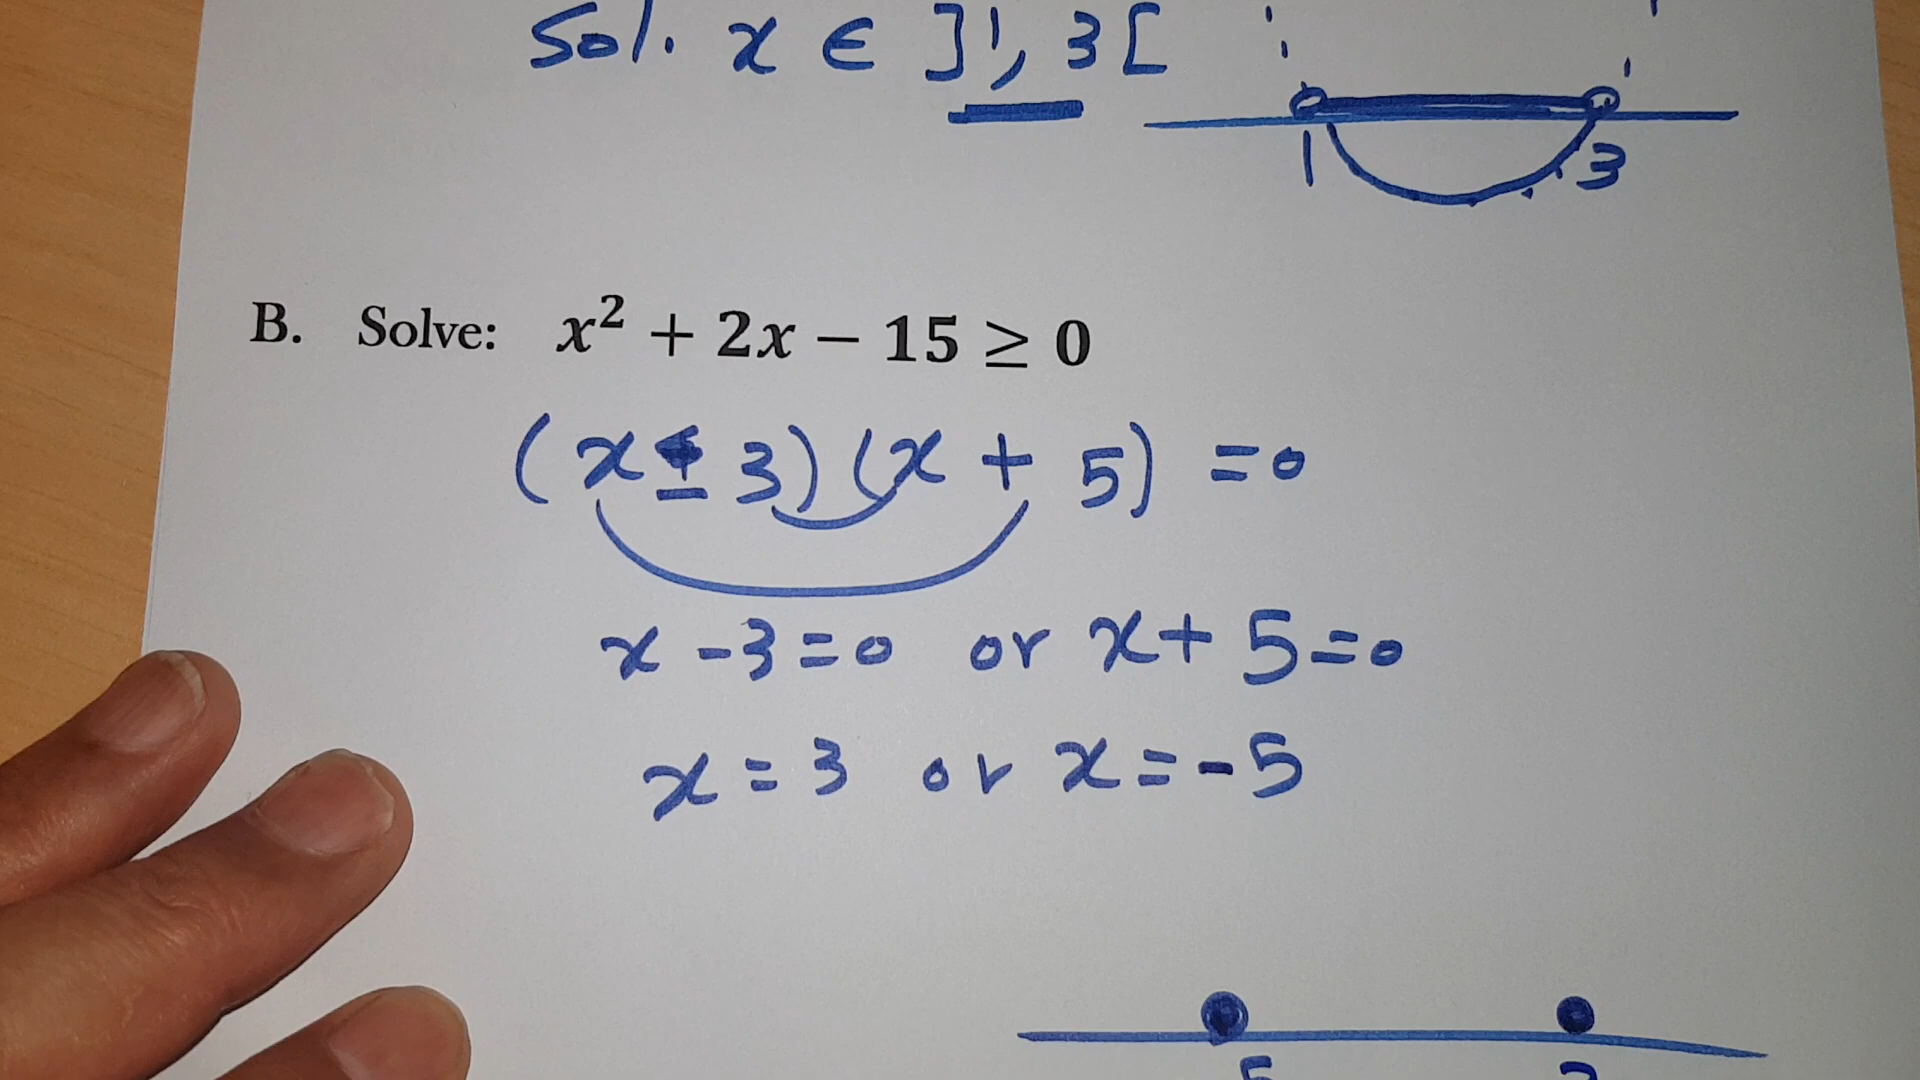 Sol. x ∈ ]1, 3[
1 3
B. Solve: x² + 2x − 15 ≥ 0
(x - 3)(x + 5) = 0
x - 3 = 0 or x + 5 = 0
x = 3 or x = -5